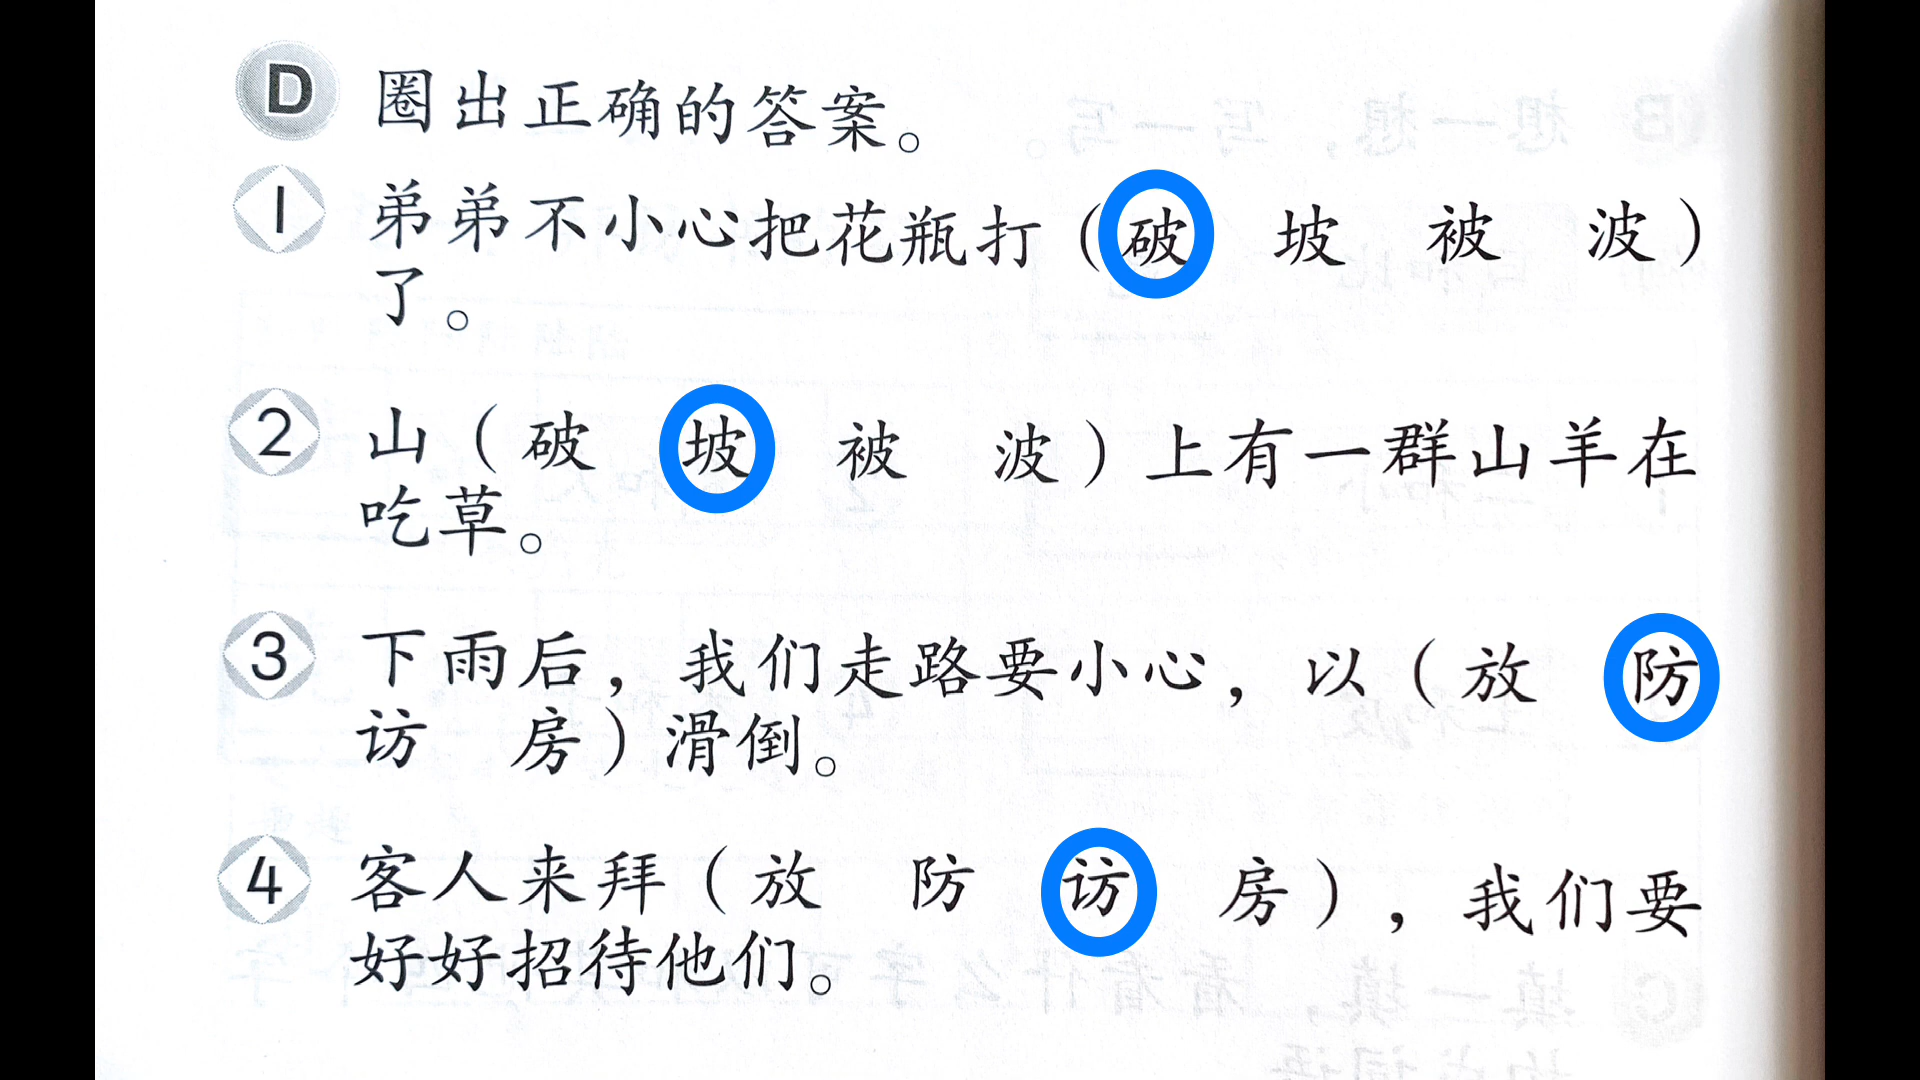 D 圈出正确的答案。
1 弟弟不小心把花瓶打（破 坡 被 波）
了。
2 山（破 坡 被 波）上有一群山羊在
吃草。
3 下雨后，我们走路要小心，以（放 防
访 房）滑倒。
4 客人来拜（放 防 访 房），我们要
好好招待他们。